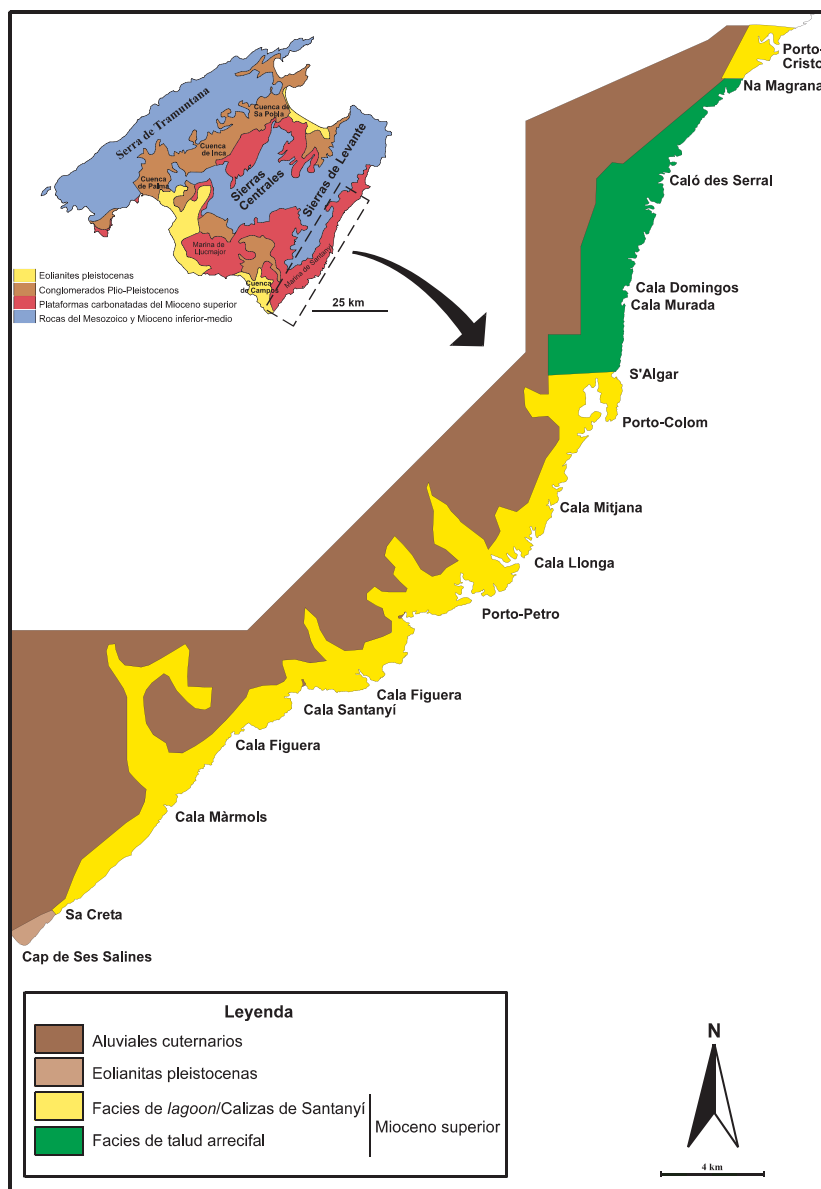 Serra de Tramuntana
Cuenca de
Sa Pobla
Cuenca
de Inca
Cuenca
de Palma
Sierras
Centrales
Sierras de Levante
Marina de
Llucmajor
Marina de Santanyí
Cuenca
de Campos
Eolianites pleistocenas
Conglomerados Plio-Pleistocenos
Plataformas carbonatadas del Mioceno superior
Rocas del Mesozoico y Mioceno inferior-medio
25 km
Porto-
Cristo
Na Magrana
Caló des Serral
Cala Domingos
Cala Murada
S'Algar
Porto-Colom
Cala Mitjana
Cala Llonga
Porto-Petro
Cala Figuera
Cala Santanyí
Cala Figuera
Cala Màrmols
Sa Creta
Cap de Ses Salines
Leyenda
Aluviales cuternarios
Eolianitas pleistocenas
Facies de lagoon/Calizas de Santanyí
Facies de talud arrecifal
Mioceno superior
N
4 km